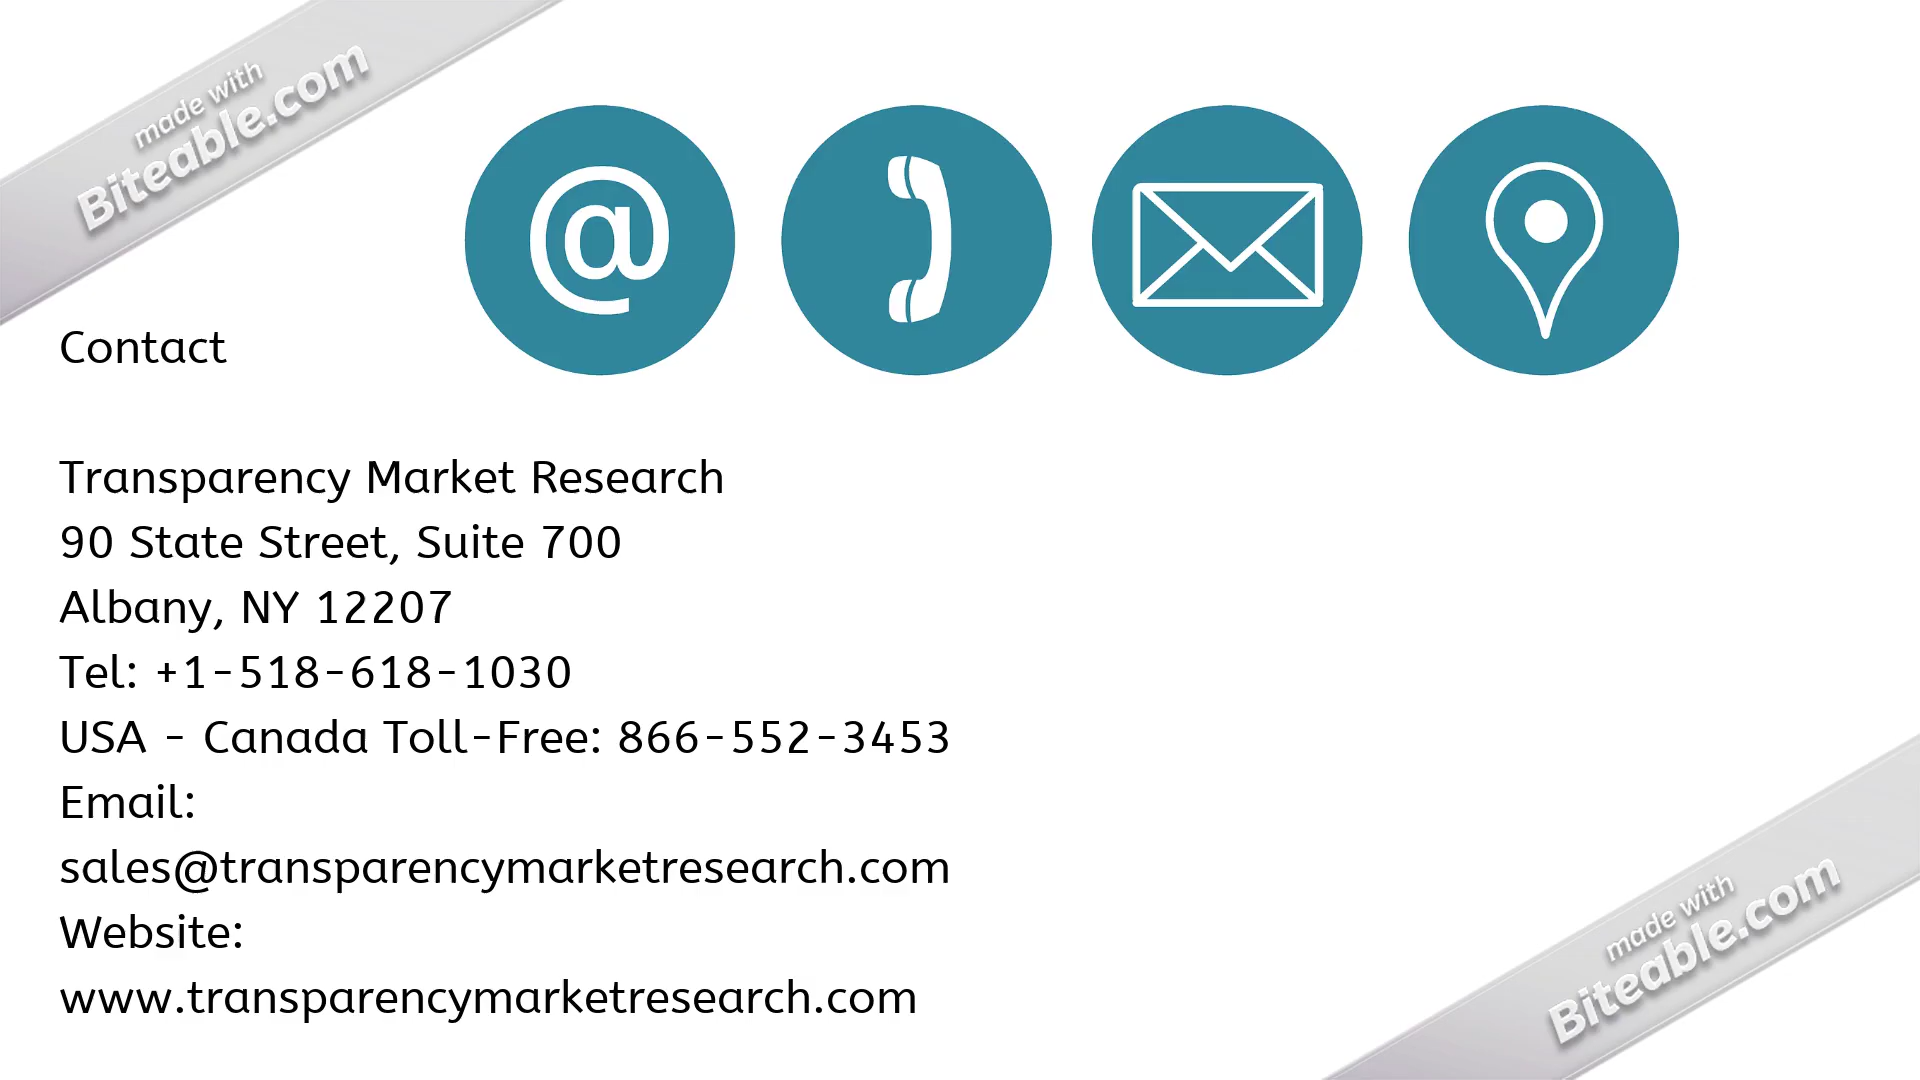 made with
Biteable.com
@
Contact
Transparency Market Research
90 State Street, Suite 700
Albany, NY 12207
Tel: +1-518-618-1030
USA - Canada Toll-Free: 866-552-3453
Email:
sales@transparencymarketresearch.com
Website:
www.transparencymarketresearch.com
made with
Biteable.com